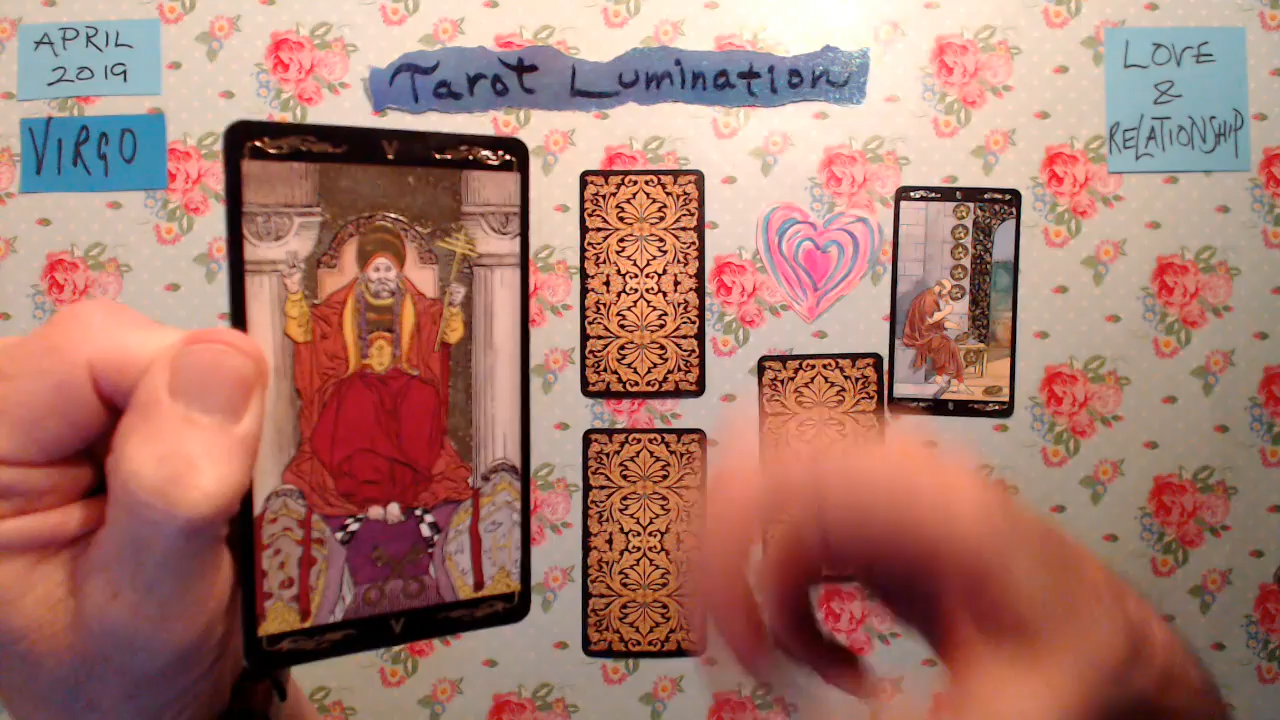 APRIL
2019
VIRGO
Tarot Lumination
LOVE
&
RELATIONSHIP
V
V